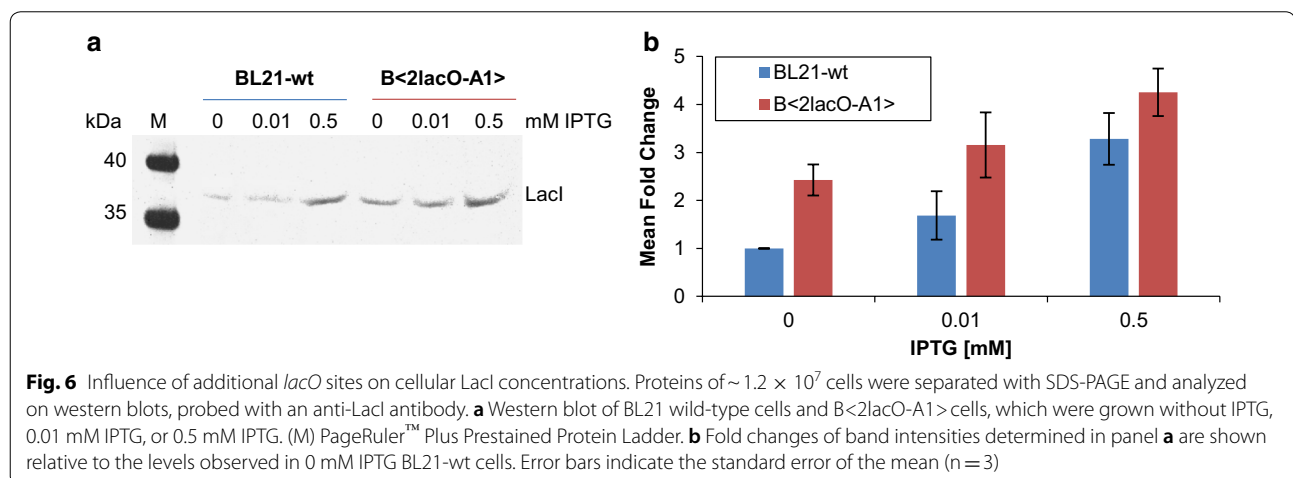 a
BL21-wt B<2lacO-A1>
kDa M 0 0.01 0.5 0 0.01 0.5 mM IPTG
40
LacI
35
b
5
BL21-wt
B<2lacO-A1>
4
3
2
1
0
Mean Fold Change
0 0.01 0.5
IPTG [mM]
Fig. 6 Influence of additional lacO sites on cellular LacI concentrations. Proteins of ~ 1.2 × 10⁷ cells were separated with SDS-PAGE and analyzed
on western blots, probed with an anti-LacI antibody. a Western blot of BL21 wild-type cells and B<2lacO-A1> cells, which were grown without IPTG,
0.01 mM IPTG, or 0.5 mM IPTG. (M) PageRuler™ Plus Prestained Protein Ladder. b Fold changes of band intensities determined in panel a are shown
relative to the levels observed in 0 mM IPTG BL21-wt cells. Error bars indicate the standard error of the mean (n = 3)